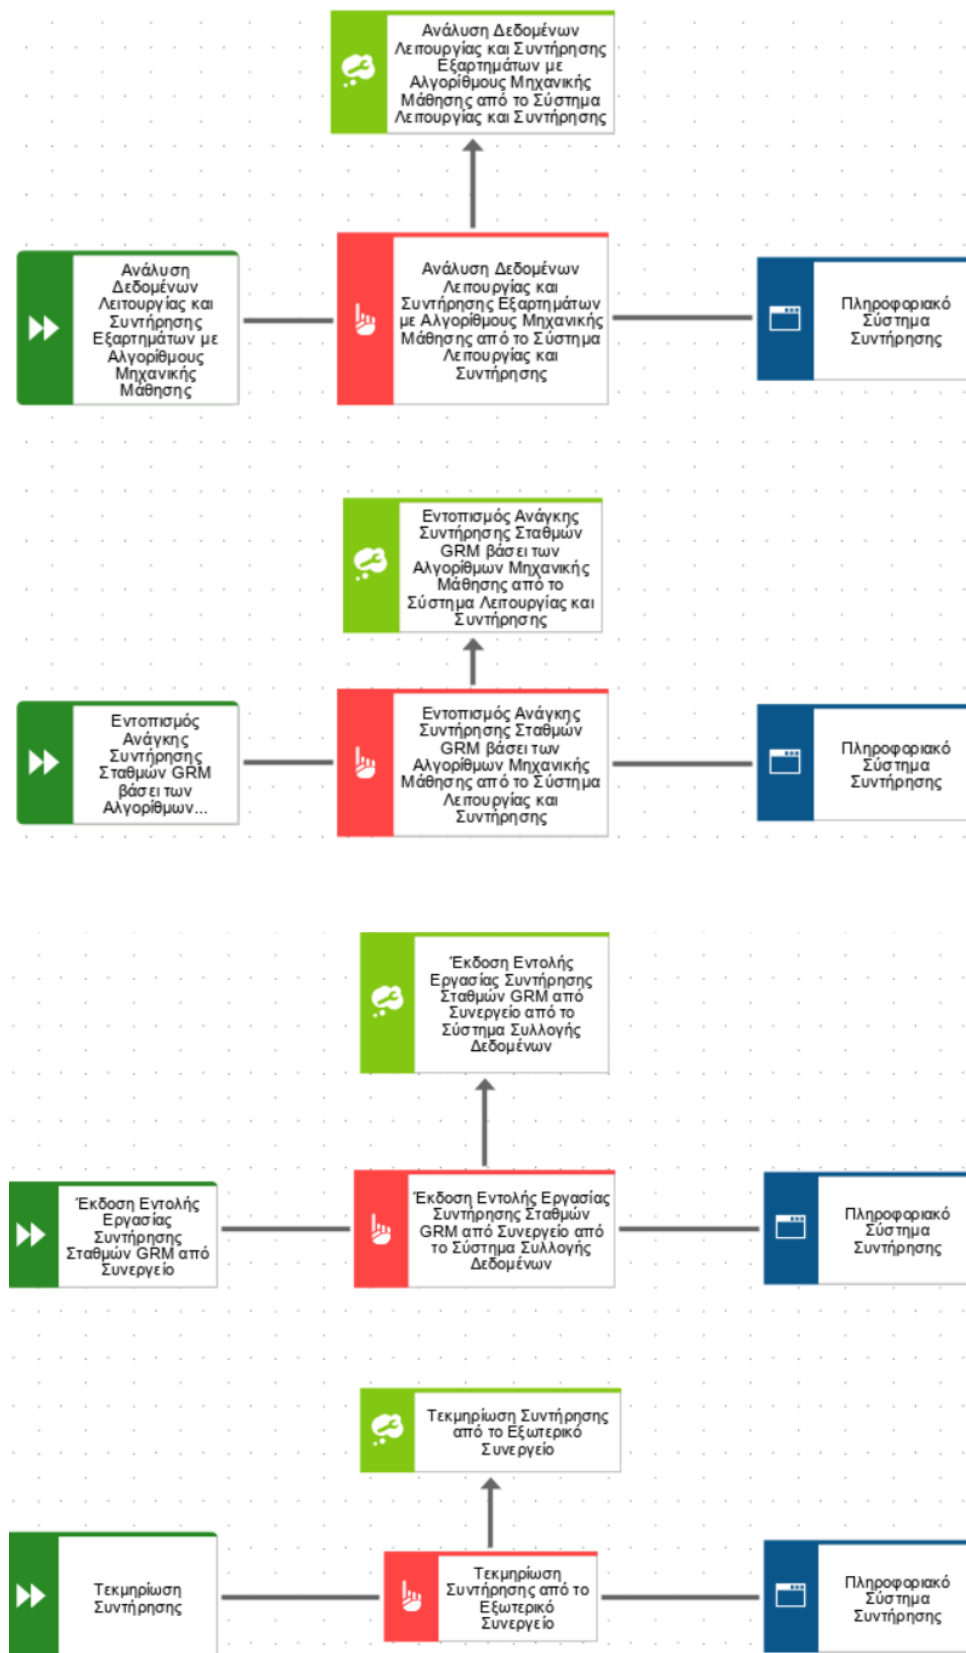 Ανάλυση Δεδομένων
Λειτουργίας και Συντήρησης
Εξαρτημάτων με
Αλγορίθμους Μηχανικής
Μάθησης από το Σύστημα
Λειτουργίας και Συντήρησης
Ανάλυση
Δεδομένων
Λειτουργίας και
Συντήρησης
Εξαρτημάτων με
Αλγορίθμους
Μηχανικής
Μάθησης
Ανάλυση Δεδομένων
Λειτουργίας και
Συντήρησης Εξαρτημάτων
με Αλγορίθμους Μηχανικής
Μάθησης από το Σύστημα
Λειτουργίας και
Συντήρησης
Πληροφοριακό
Σύστημα
Συντήρησης
Εντοπισμός Ανάγκης
Συντήρησης Σταθμών
GRM βάσει των
Αλγορίθμων Μηχανικής
Μάθησης από το
Σύστημα Λειτουργίας και
Συντήρησης
Εντοπισμός
Ανάγκης
Συντήρησης
Σταθμών GRM
βάσει των
Αλγορίθμων...
Εντοπισμός Ανάγκης
Συντήρησης Σταθμών
GRM βάσει των
Αλγορίθμων Μηχανικής
Μάθησης από το Σύστημα
Λειτουργίας και
Συντήρησης
Πληροφοριακό
Σύστημα
Συντήρησης
Έκδοση Εντολής
Εργασίας Συντήρησης
Σταθμών GRM από
Συνεργείο από το
Σύστημα Συλλογής
Δεδομένων
Έκδοση Εντολής
Εργασίας
Συντήρησης
Σταθμών GRM από
Συνεργείο
Έκδοση Εντολής Εργασίας
Συντήρησης Σταθμών
GRM από Συνεργείο από
το Σύστημα Συλλογής
Δεδομένων
Πληροφοριακό
Σύστημα
Συντήρησης
Τεκμηρίωση Συντήρησης
από το Εξωτερικό
Συνεργείο
Τεκμηρίωση
Συντήρησης
Τεκμηρίωση
Συντήρησης από το
Εξωτερικό
Συνεργείο
Πληροφοριακό
Σύστημα
Συντήρησης